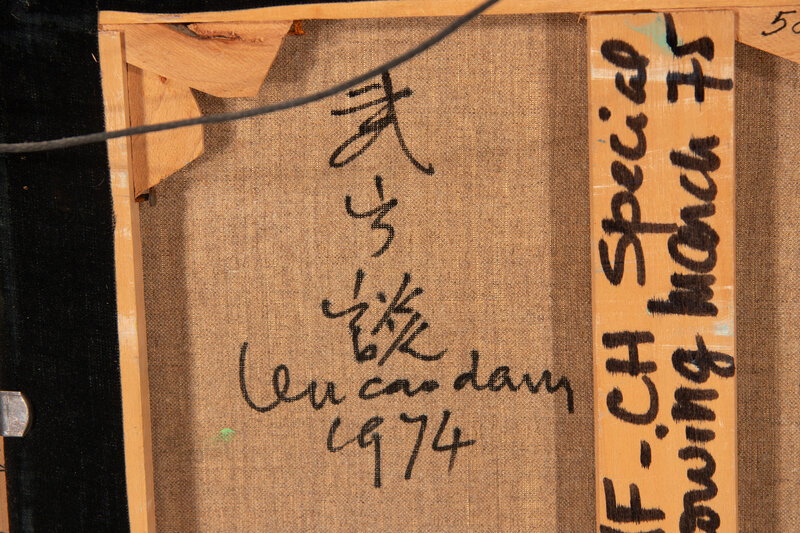 武
高
談
Vu cao dam
1974
F-.CH Special
owing March 75